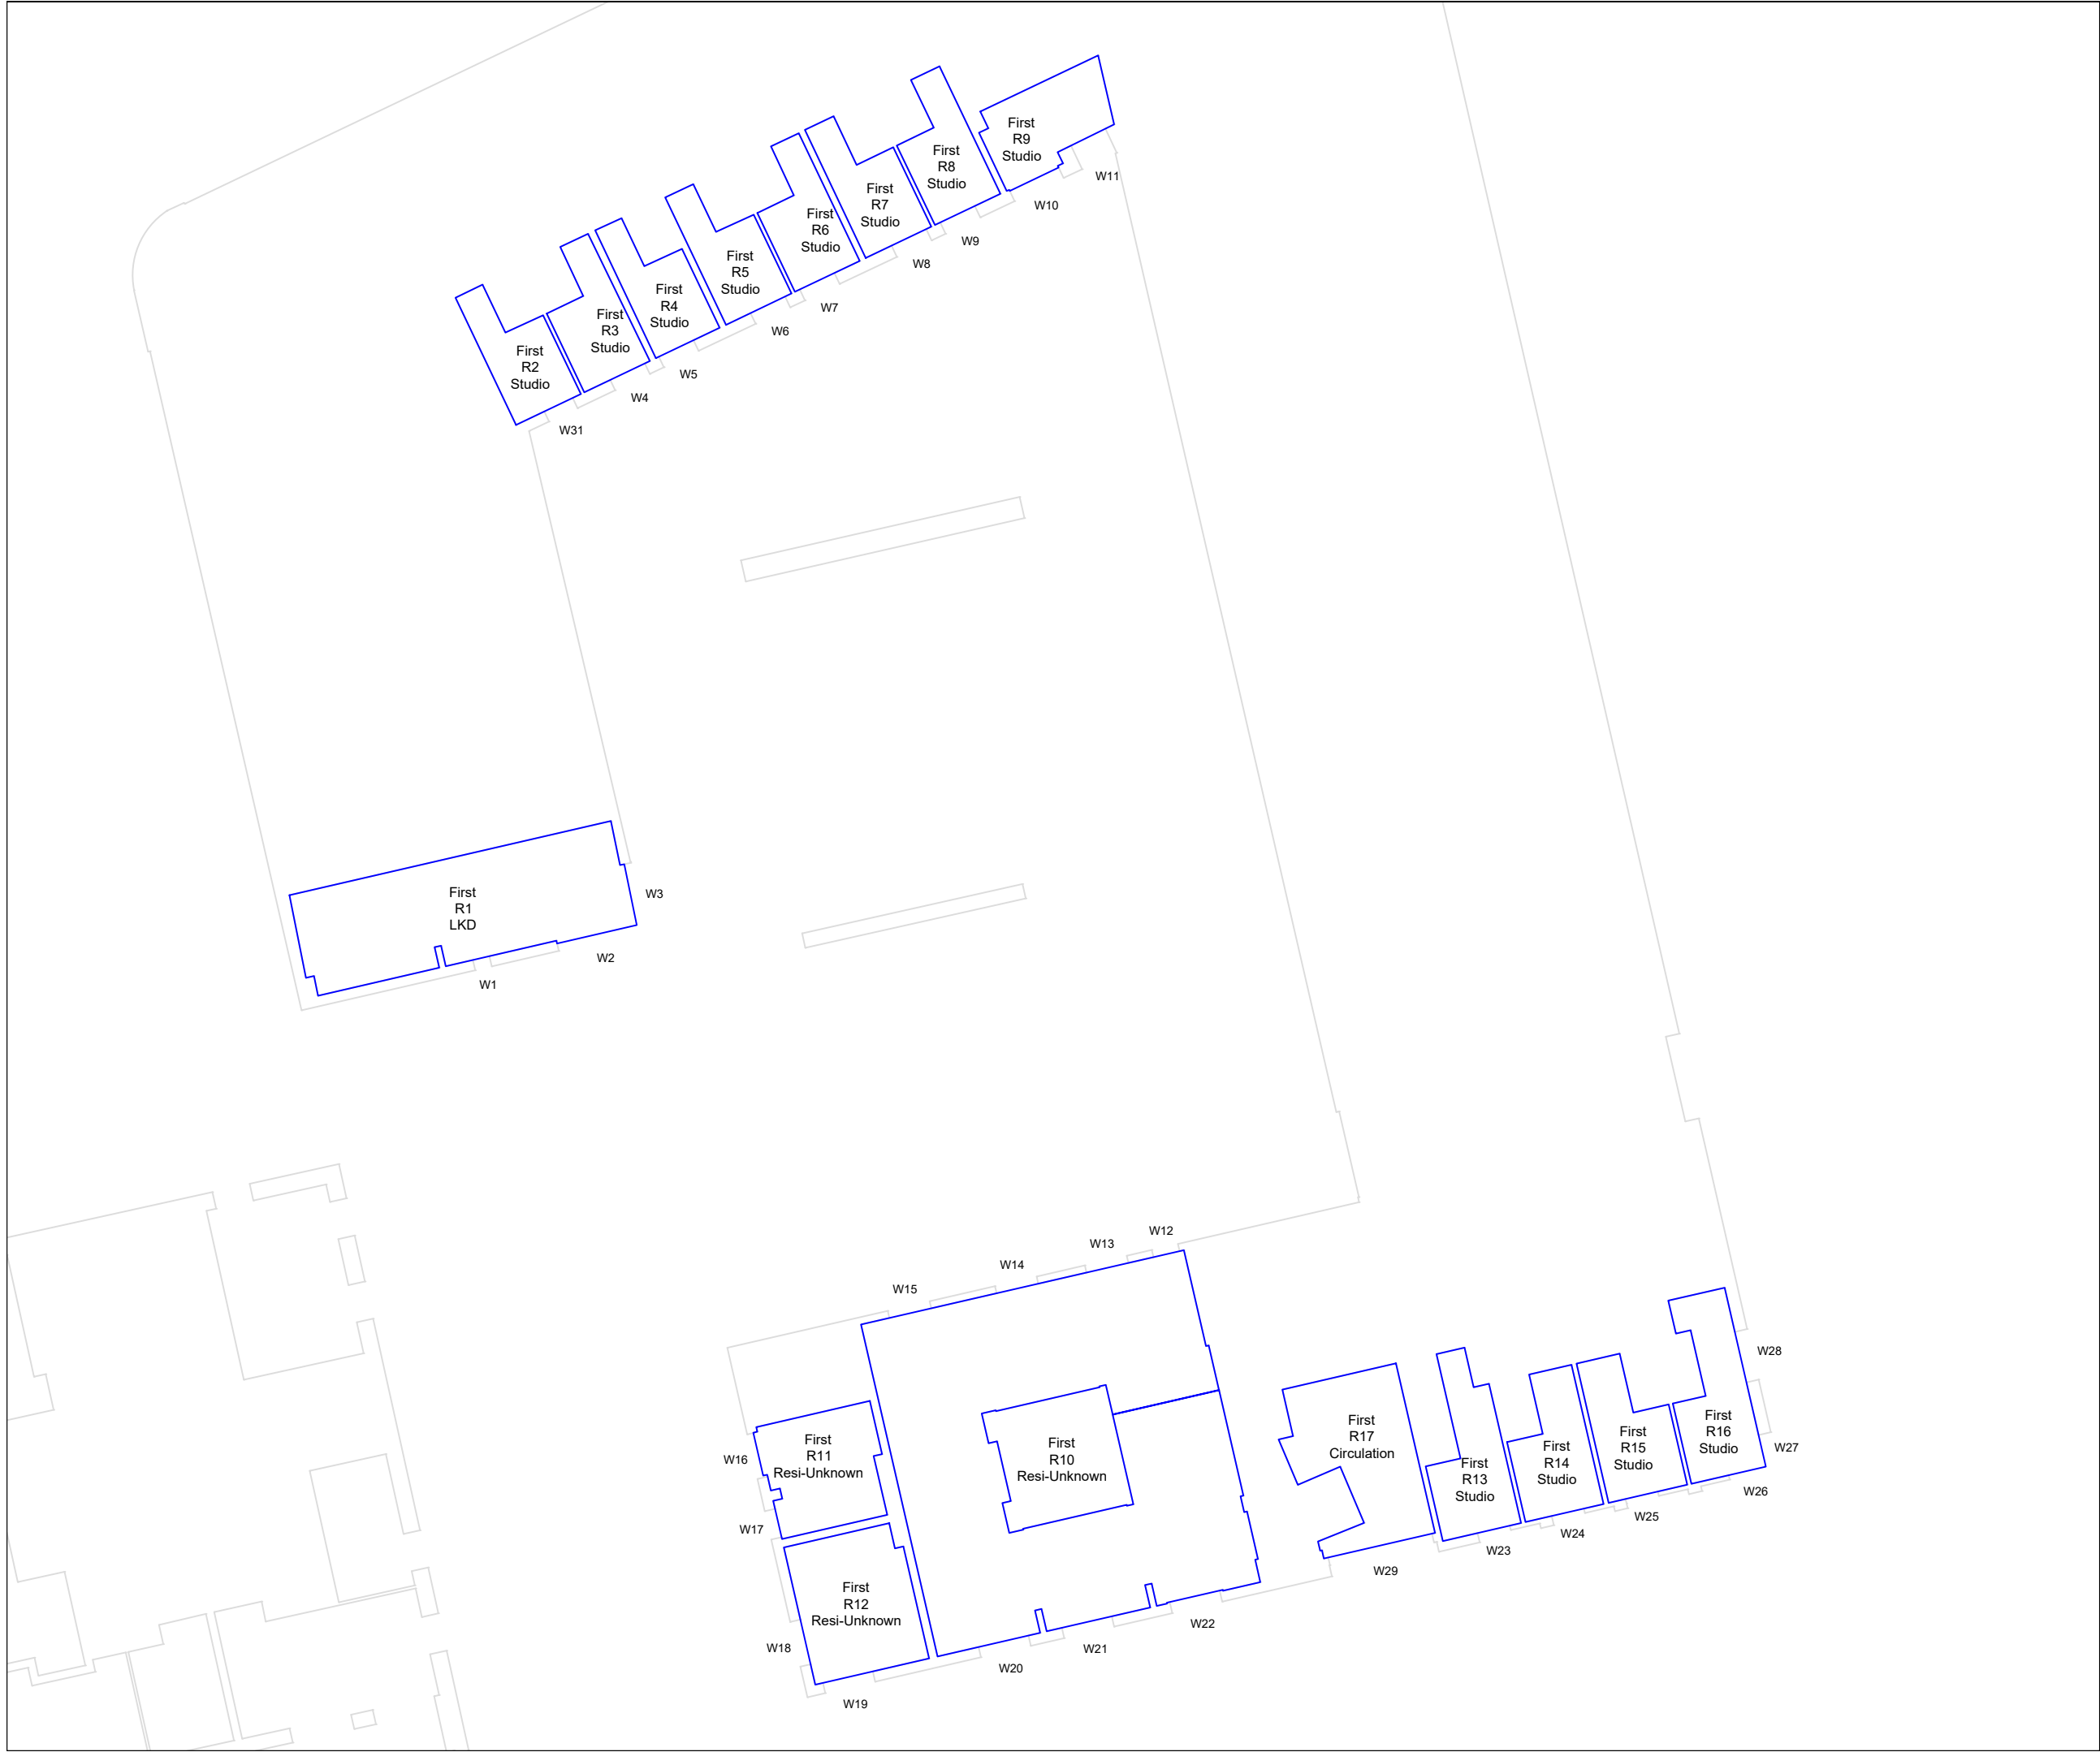 First
R9
Studio
W11
First
R8
Studio
W10
First
R7
Studio
W9
First
R6
Studio
W8
First
R5
Studio
W7
First
R4
Studio
W6
First
R3
Studio
W5
First
R2
Studio
W4
W31
First
R1
LKD
W3
W2
W1
W12
W13
W14
W15
First
R11
Resi-Unknown
W16
W17
First
R10
Resi-Unknown
First
R12
Resi-Unknown
W18
W19
W20
W21
W22
First
R17
Circulation
W29
First
R13
Studio
W23
First
R14
Studio
W24
First
R15
Studio
W25
First
R16
Studio
W28
W27
W26